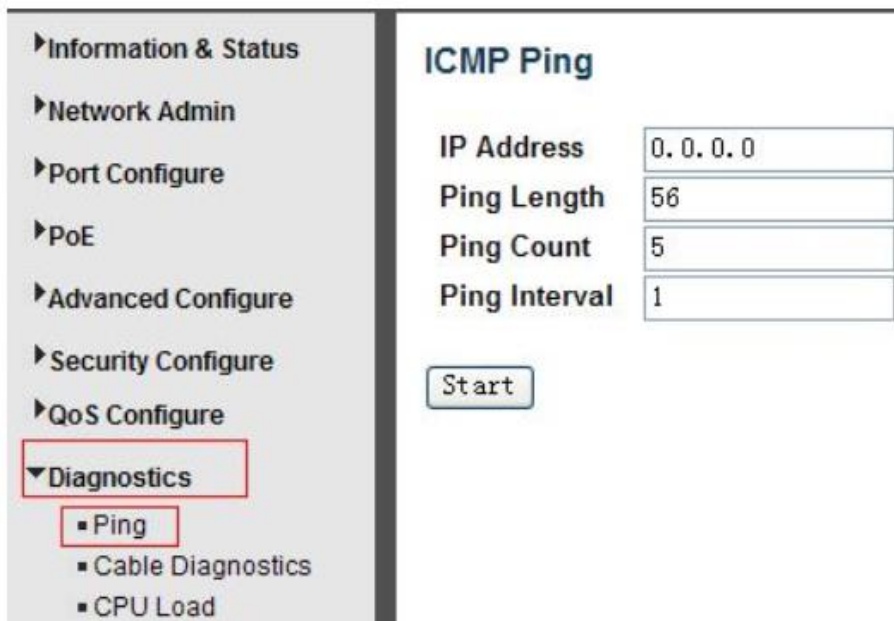 Information & Status
Network Admin
Port Configure
PoE
Advanced Configure
Security Configure
QoS Configure
Diagnostics
Ping
Cable Diagnostics
CPU Load
ICMP Ping
IP Address 0.0.0.0
Ping Length 56
Ping Count 5
Ping Interval 1
Start